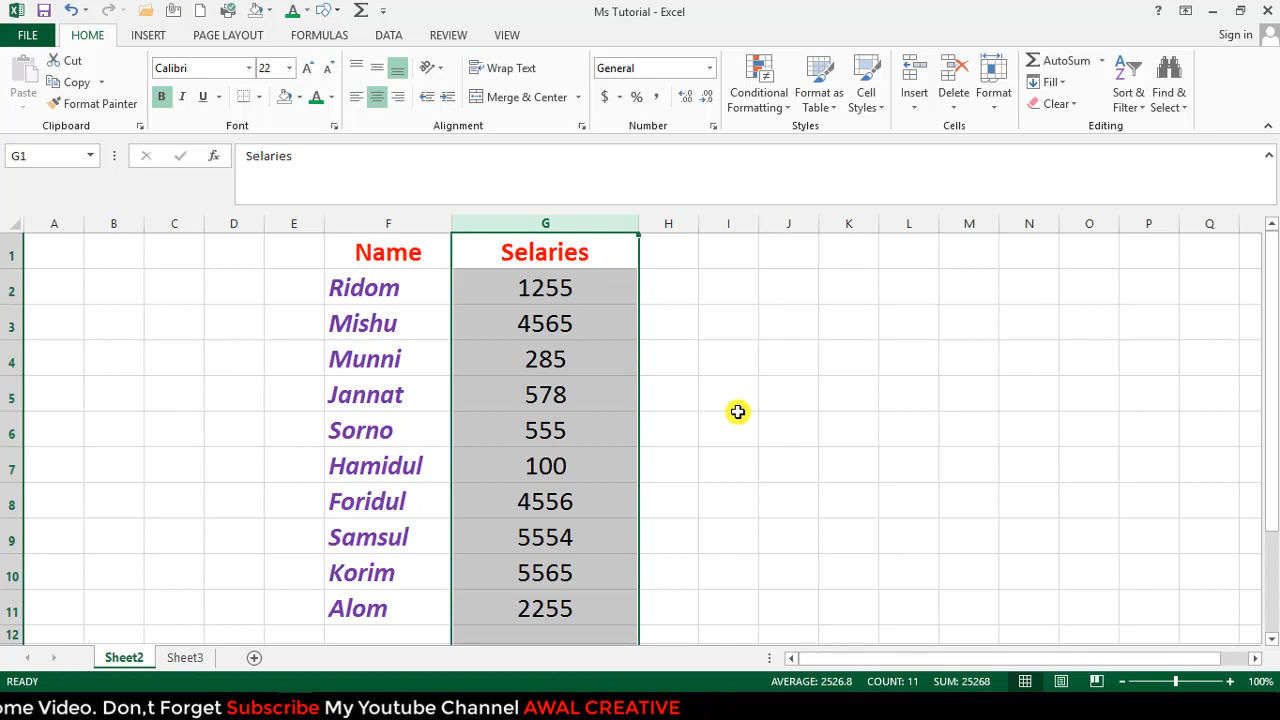 Ms Tutorial - Excel
Sign in
FILE HOME INSERT PAGE LAYOUT FORMULAS DATA REVIEW VIEW
Paste
Cut
Copy
Format Painter
Clipboard
Calibri 22
B I U
Font
Wrap Text
Merge & Center
Alignment
General
$ % ,
Number
Conditional Formatting
Format as Table
Cell Styles
Styles
Insert
Delete
Format
Cells
AutoSum
Fill
Clear
Sort & Filter
Find & Select
Editing
G1 fx Selaries
A B C D E F G H I J K L M N O P Q
1 Name Selaries
2 Ridom 1255
3 Mishu 4565
4 Munni 285
5 Jannat 578
6 Sorno 555
7 Hamidul 100
8 Foridul 4556
9 Samsul 5554
10 Korim 5565
11 Alom 2255
12
Sheet2 Sheet3
READY AVERAGE: 2526.8 COUNT: 11 SUM: 25268 100%
ome Video. Don,t Forget Subscribe My Youtube Channel AWAL CREATIVE